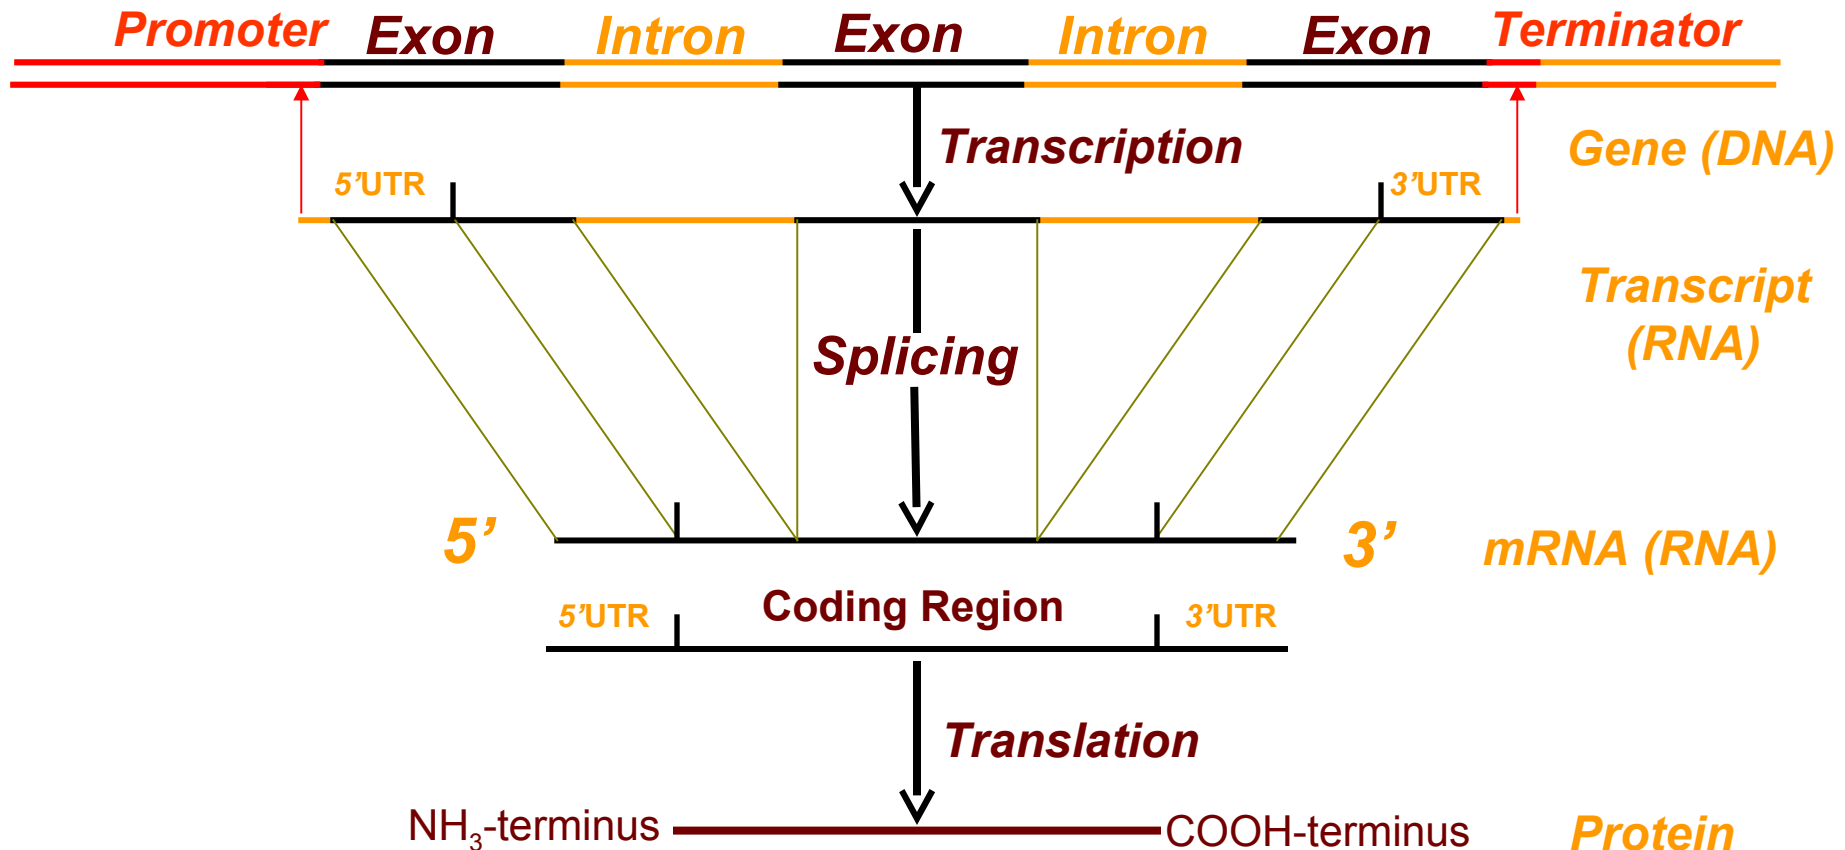 Promoter Exon Intron Exon Intron Exon Terminator
Transcription
Gene (DNA)
5’UTR
3’UTR
Transcript
(RNA)
Splicing
5’
3’
mRNA (RNA)
Coding Region
5’UTR
3’UTR
Translation
NH₃-terminus
COOH-terminus
Protein